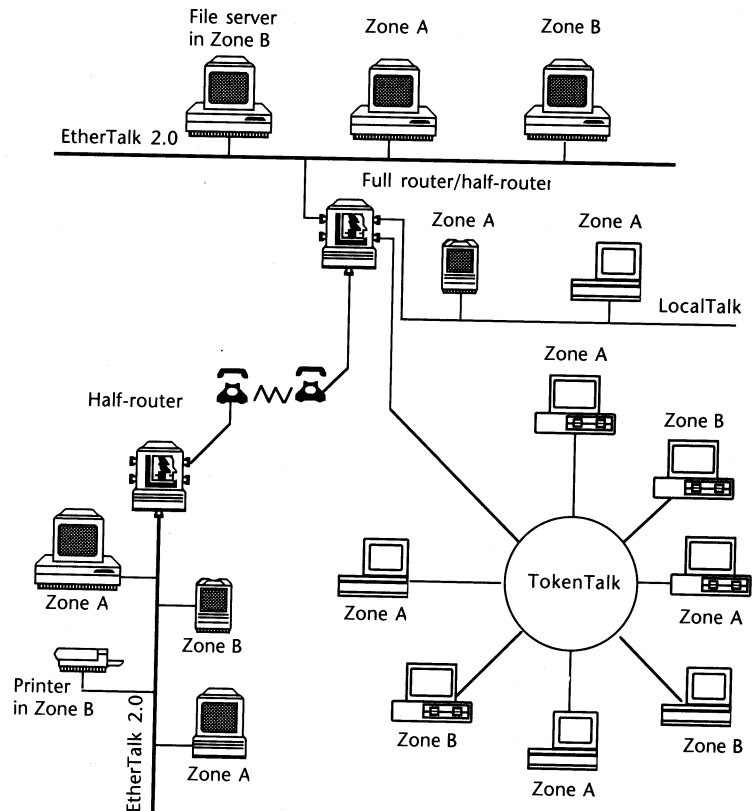 File server
in Zone B
Zone A
Zone B
EtherTalk 2.0
Full router/half-router
Zone A
Zone A
LocalTalk
Zone A
Half-router
Zone B
TokenTalk
Zone A
Zone A
Zone A
Zone B
Printer
in Zone B
Zone B
Zone B
Zone A
Zone A
EtherTalk 2.0